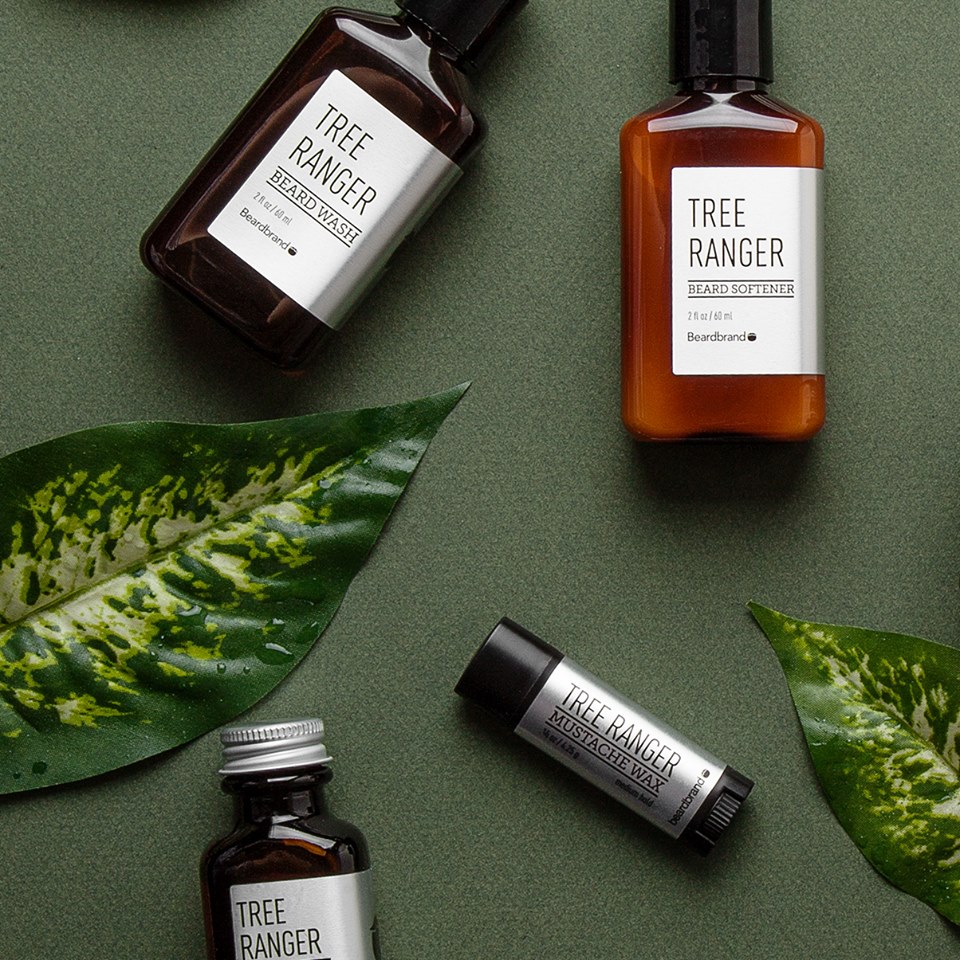 TREE
RANGER
BEARD WASH
2 fl oz / 60 ml
Beardbrand
TREE
RANGER
BEARD SOFTENER
2 fl oz / 60 ml
Beardbrand
TREE RANGER
MUSTACHE WAX
medium hold
beardbrand
TREE
RANGER